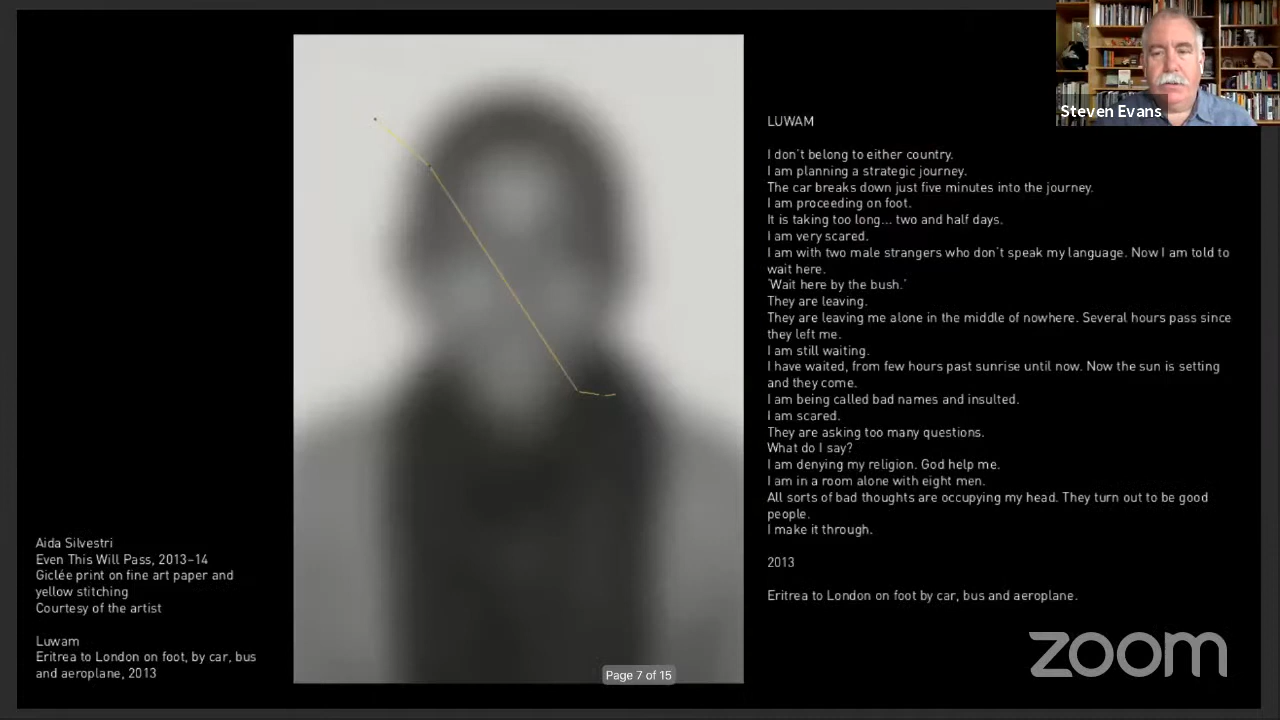 Steven Evans
LUWAM
I don't belong to either country.
I am planning a strategic journey.
The car breaks down just five minutes into the journey.
I am proceeding on foot.
It is taking too long... two and half days.
I am very scared.
I am with two male strangers who don't speak my language. Now I am told to
wait here.
'Wait here by the bush.'
They are leaving.
They are leaving me alone in the middle of nowhere. Several hours pass since
they left me.
I am still waiting.
I have waited, from few hours past sunrise until now. Now the sun is setting
and they come.
I am being called bad names and insulted.
I am scared.
They are asking too many questions.
What do I say?
I am denying my religion. God help me.
I am in a room alone with eight men.
All sorts of bad thoughts are occupying my head. They turn out to be good
people.
I make it through.
2013
Eritrea to London on foot by car, bus and aeroplane.
Aida Silvestri
Even This Will Pass, 2013–14
Giclée print on fine art paper and
yellow stitching
Courtesy of the artist
Luwam
Eritrea to London on foot, by car, bus
and aeroplane, 2013
Page 7 of 15
zoom